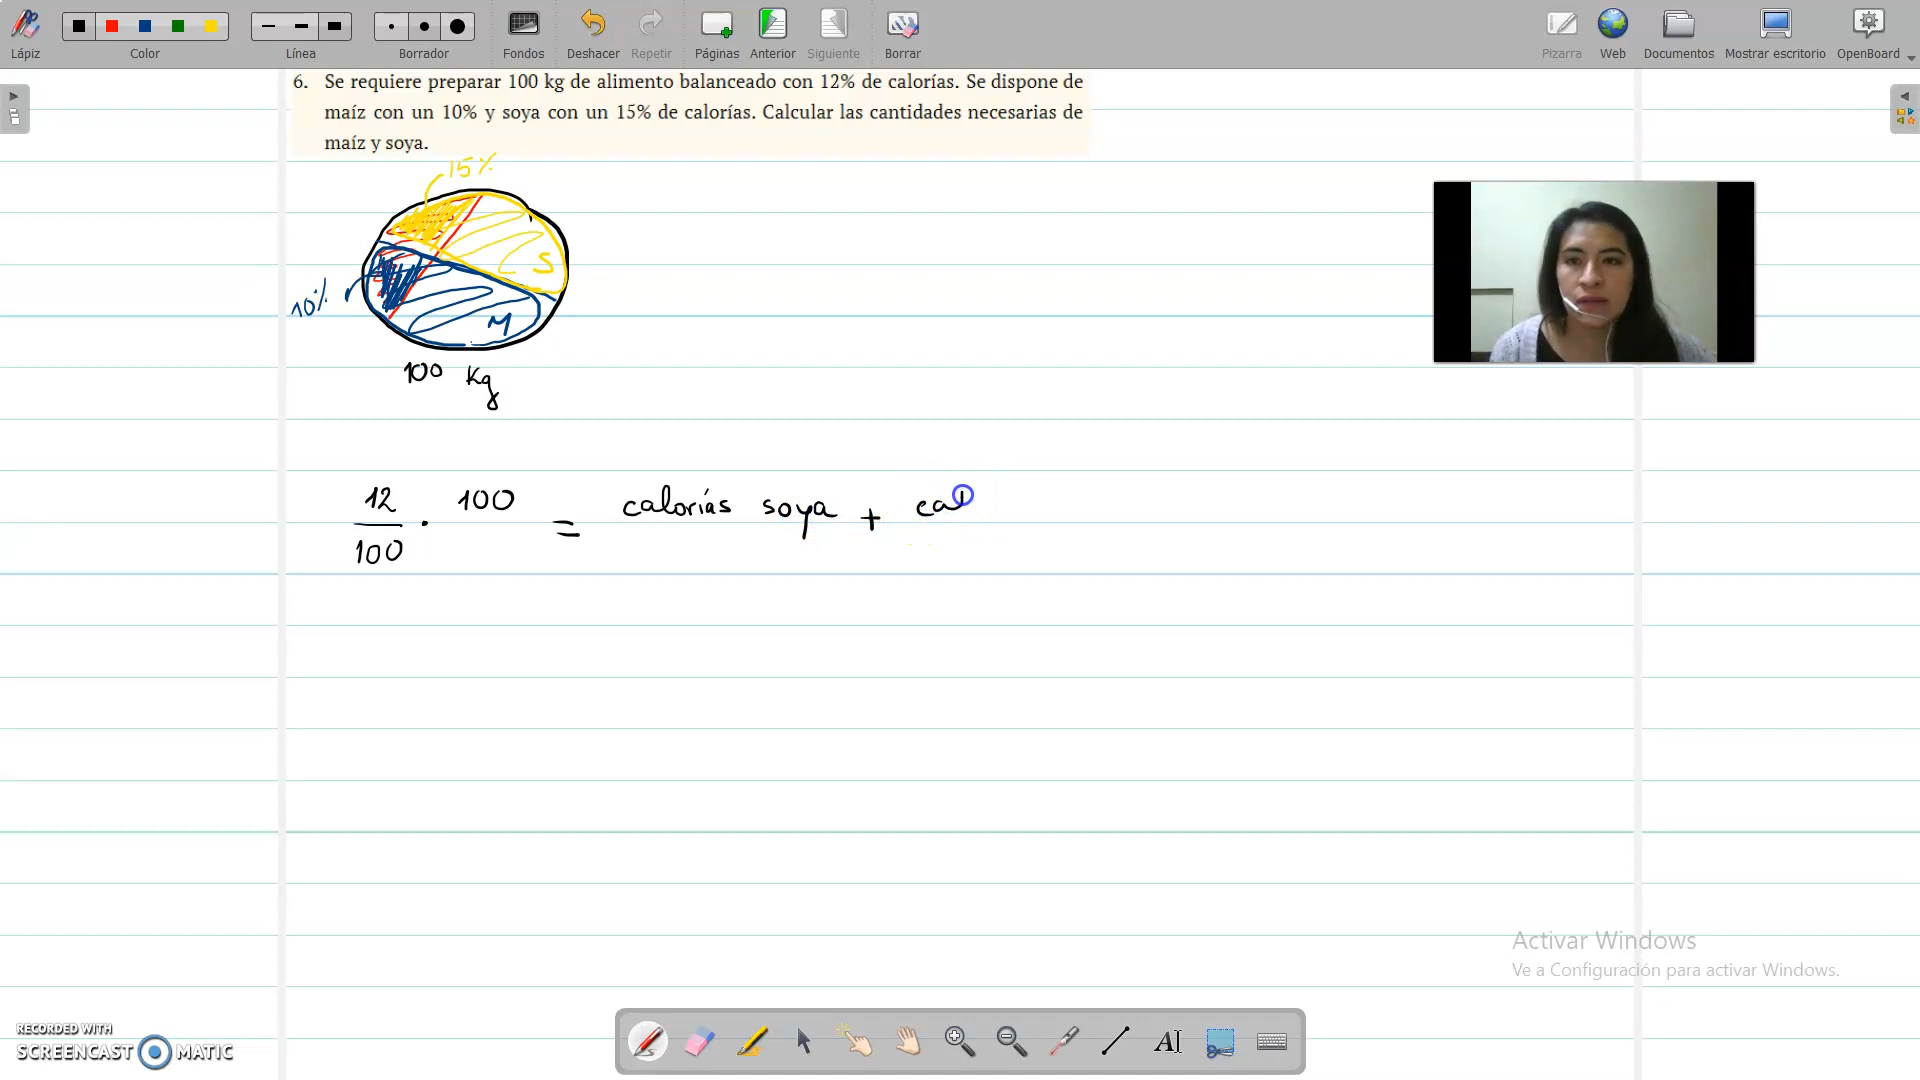 Lápiz
Color
Línea
Borrador
Fondos
Deshacer
Repetir
Páginas
Anterior
Siguiente
Borrar
Pizarra
Web
Documentos
Mostrar escritorio
OpenBoard
6. Se requiere preparar 100 kg de alimento balanceado con 12% de calorías. Se dispone de
maíz con un 10% y soya con un 15% de calorías. Calcular las cantidades necesarias de
maíz y soya.
15%
S
10%
M
100 Kg
12/100 · 100 = calorías soya + cal
Activar Windows
Ve a Configuración para activar Windows.
RECORDED WITH
SCREENCAST MATIC
AI